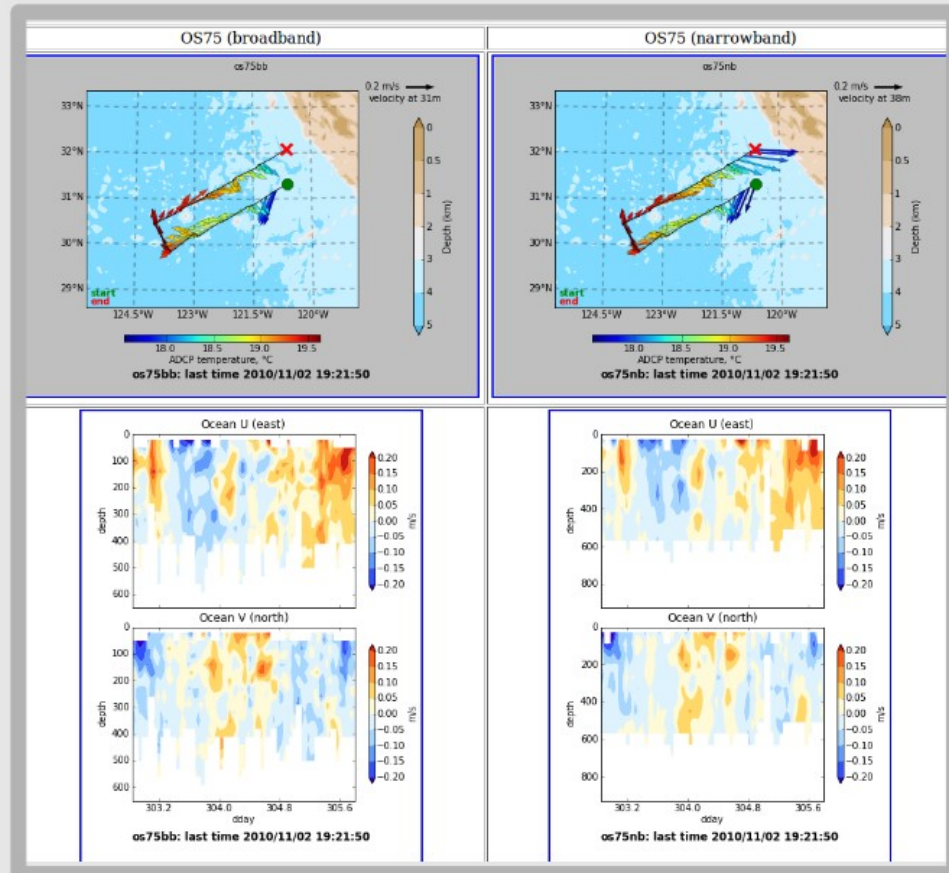 OS75 (broadband)
OS75 (narrowband)
os75bb
0.2 m/s
velocity at 31m
33°N
32°N
31°N
30°N
29°N
start
end
124.5°W 123°W 121.5°W 120°W
0
0.5
1
2
3
4
5
Depth (km)
18.0 18.5 19.0 19.5
ADCP temperature, °C
os75bb: last time 2010/11/02 19:21:50
os75nb
0.2 m/s
velocity at 38m
33°N
32°N
31°N
30°N
29°N
start
end
124.5°W 123°W 121.5°W 120°W
0
0.5
1
2
3
4
5
Depth (km)
18.0 18.5 19.0 19.5
ADCP temperature, °C
os75nb: last time 2010/11/02 19:21:50
Ocean U (east)
0
100
200
300
400
500
600
depth
0.20
0.15
0.10
0.05
0.00
−0.05
−0.10
−0.15
−0.20
m/s
Ocean V (north)
0
100
200
300
400
500
600
depth
0.20
0.15
0.10
0.05
0.00
−0.05
−0.10
−0.15
−0.20
m/s
303.2 304.0 304.8 305.6
dday
os75bb: last time 2010/11/02 19:21:50
Ocean U (east)
0
200
400
600
800
depth
0.20
0.15
0.10
0.05
0.00
−0.05
−0.10
−0.15
−0.20
m/s
Ocean V (north)
0
200
400
600
800
depth
0.20
0.15
0.10
0.05
0.00
−0.05
−0.10
−0.15
−0.20
m/s
303.2 304.0 304.8 305.6
dday
os75nb: last time 2010/11/02 19:21:50